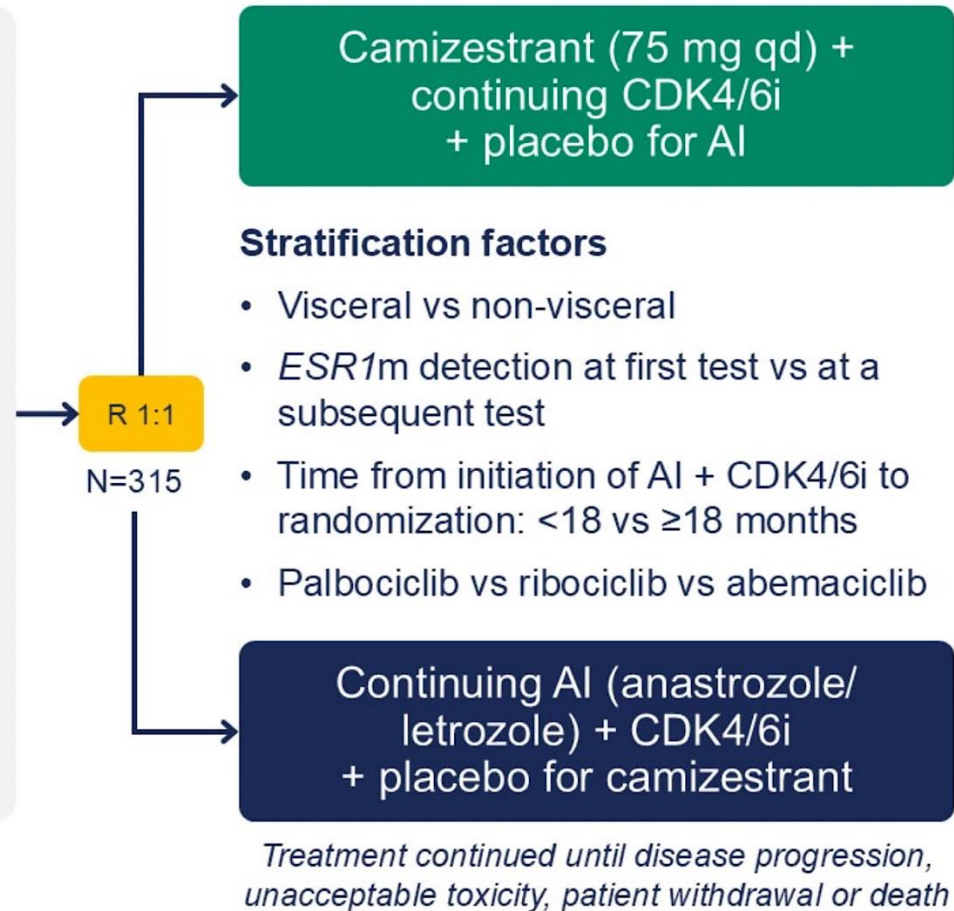 Camizestrant (75 mg qd) +
continuing CDK4/6i
+ placebo for AI
Stratification factors
• Visceral vs non-visceral
• ESR1m detection at first test vs at a
subsequent test
• Time from initiation of AI + CDK4/6i to
randomization: <18 vs ≥18 months
• Palbociclib vs ribociclib vs abemaciclib
R 1:1
N=315
Continuing AI (anastrozole/
letrozole) + CDK4/6i
+ placebo for camizestrant
Treatment continued until disease progression,
unacceptable toxicity, patient withdrawal or death